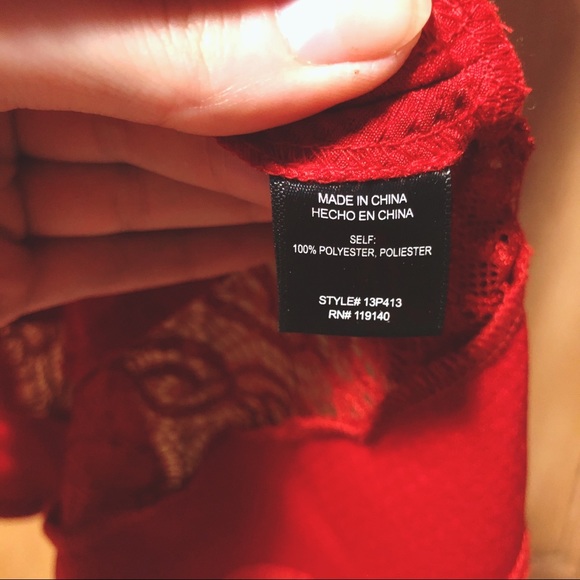 MADE IN CHINA
HECHO EN CHINA
SELF:
100% POLYESTER, POLIESTER
STYLE# 13P413
RN# 119140